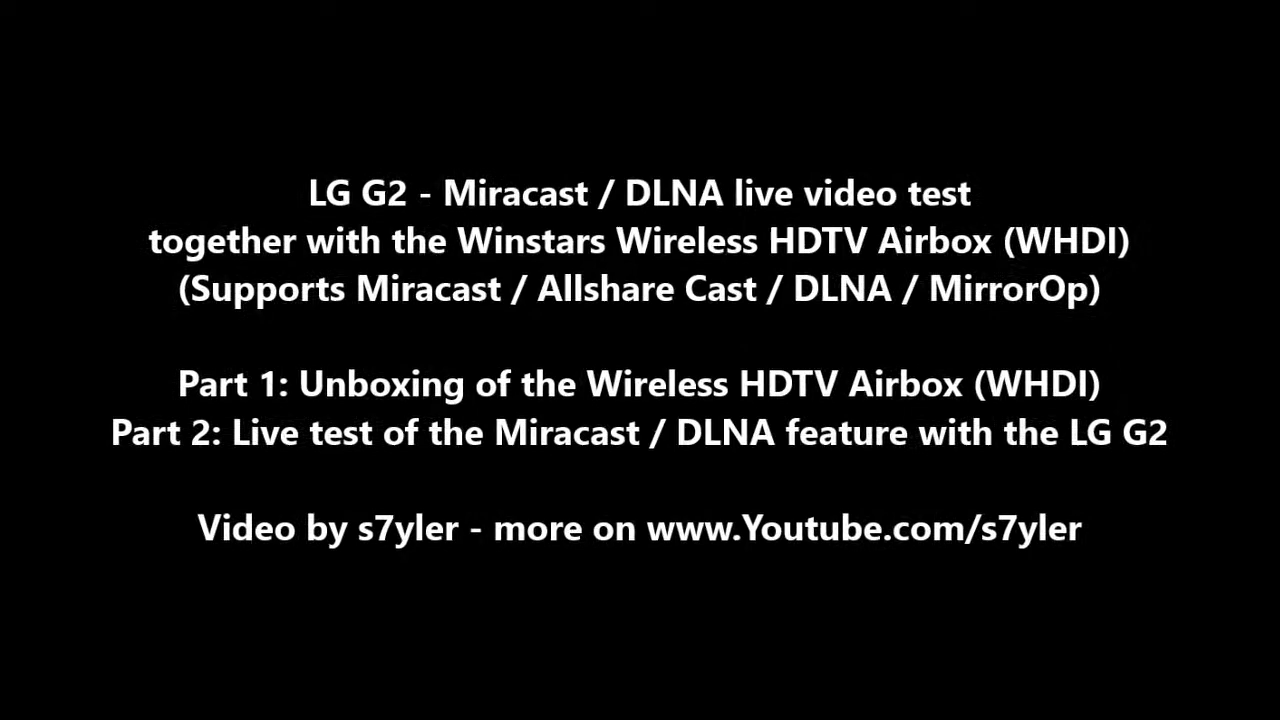 LG G2 - Miracast / DLNA live video test
together with the Winstars Wireless HDTV Airbox (WHDI)
(Supports Miracast / Allshare Cast / DLNA / MirrorOp)
Part 1: Unboxing of the Wireless HDTV Airbox (WHDI)
Part 2: Live test of the Miracast / DLNA feature with the LG G2
Video by s7yler - more on www.Youtube.com/s7yler